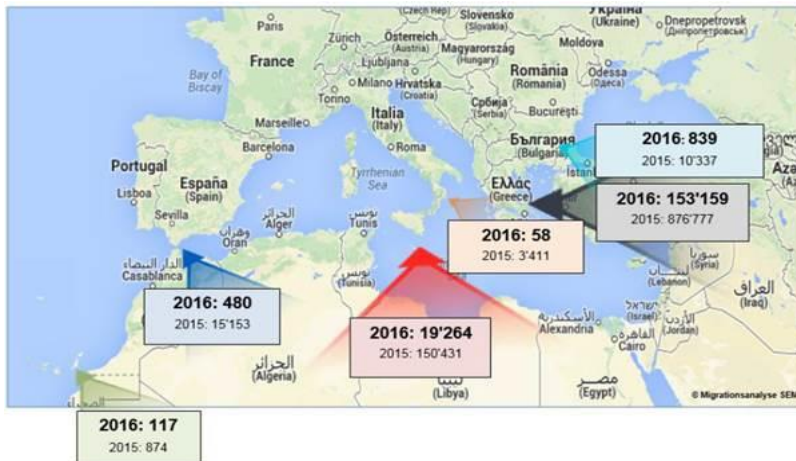 Paris
Zürich
Österreich
(Austria)
Slovensko
(Slovakia)
Україна
(Ukraine)
Dnepropetrovsk
(Дніпропетровськ)
France
Ljubljana
Magyarország
(Hungary)
Moldova
Bay of
Biscay
Milano
Hrvatska
(Croatia)
România
(Romania)
Odessa
(Одеса)
Torino
Србија
(Serbia)
București
Marseille
Italia
(Italy)
България
(Bulgaria)
Barcelona
Roma
Portugal
España
(Spain)
Tyrrhenian
Sea
Ελλάς
(Greece)
Lisboa
Sevilla
2016: 839
2015: 10'337
2016: 153'159
2015: 876'777
الجزائر
Alger
تونس
Tunis
وهران
Oran
2016: 58
2015: 3'411
سوريا
(Syria)
الدار البيضاء
Casablanca
تونس
(Tunisia)
(Lebanon)
العراق
(Iraq)
2016: 480
2015: 15'153
2016: 19'264
2015: 150'431
الأسكندرية
Alexandria
القاهرة
Cairo
(Israel)
الأردن
(Jordan)
الجزائر
(Algeria)
(Libya)
مصر
(Egypt)
© Migrationsanalyse SEM
2016: 117
2015: 874